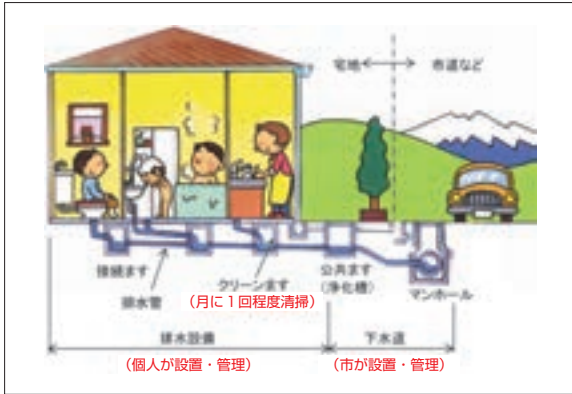 宅地
市道など
接続ます
排水管
クリーンます
(月に1回程度清掃)
公共ます
(浄化槽)
マンホール
排水設備
(個人が設置・管理)
下水道
(市が設置・管理)